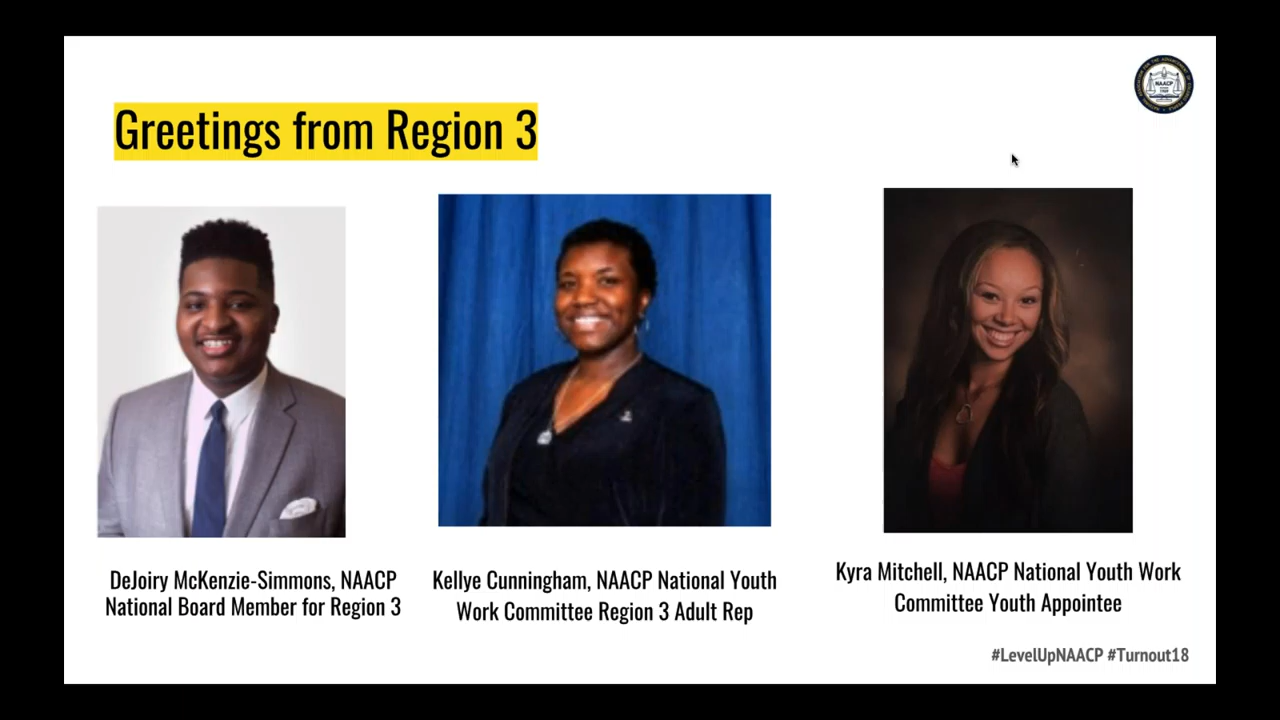 NAACP
Greetings from Region 3
DeJoiry McKenzie-Simmons, NAACP
National Board Member for Region 3
Kellye Cunningham, NAACP National Youth
Work Committee Region 3 Adult Rep
Kyra Mitchell, NAACP National Youth Work
Committee Youth Appointee
#LevelUpNAACP #Turnout18